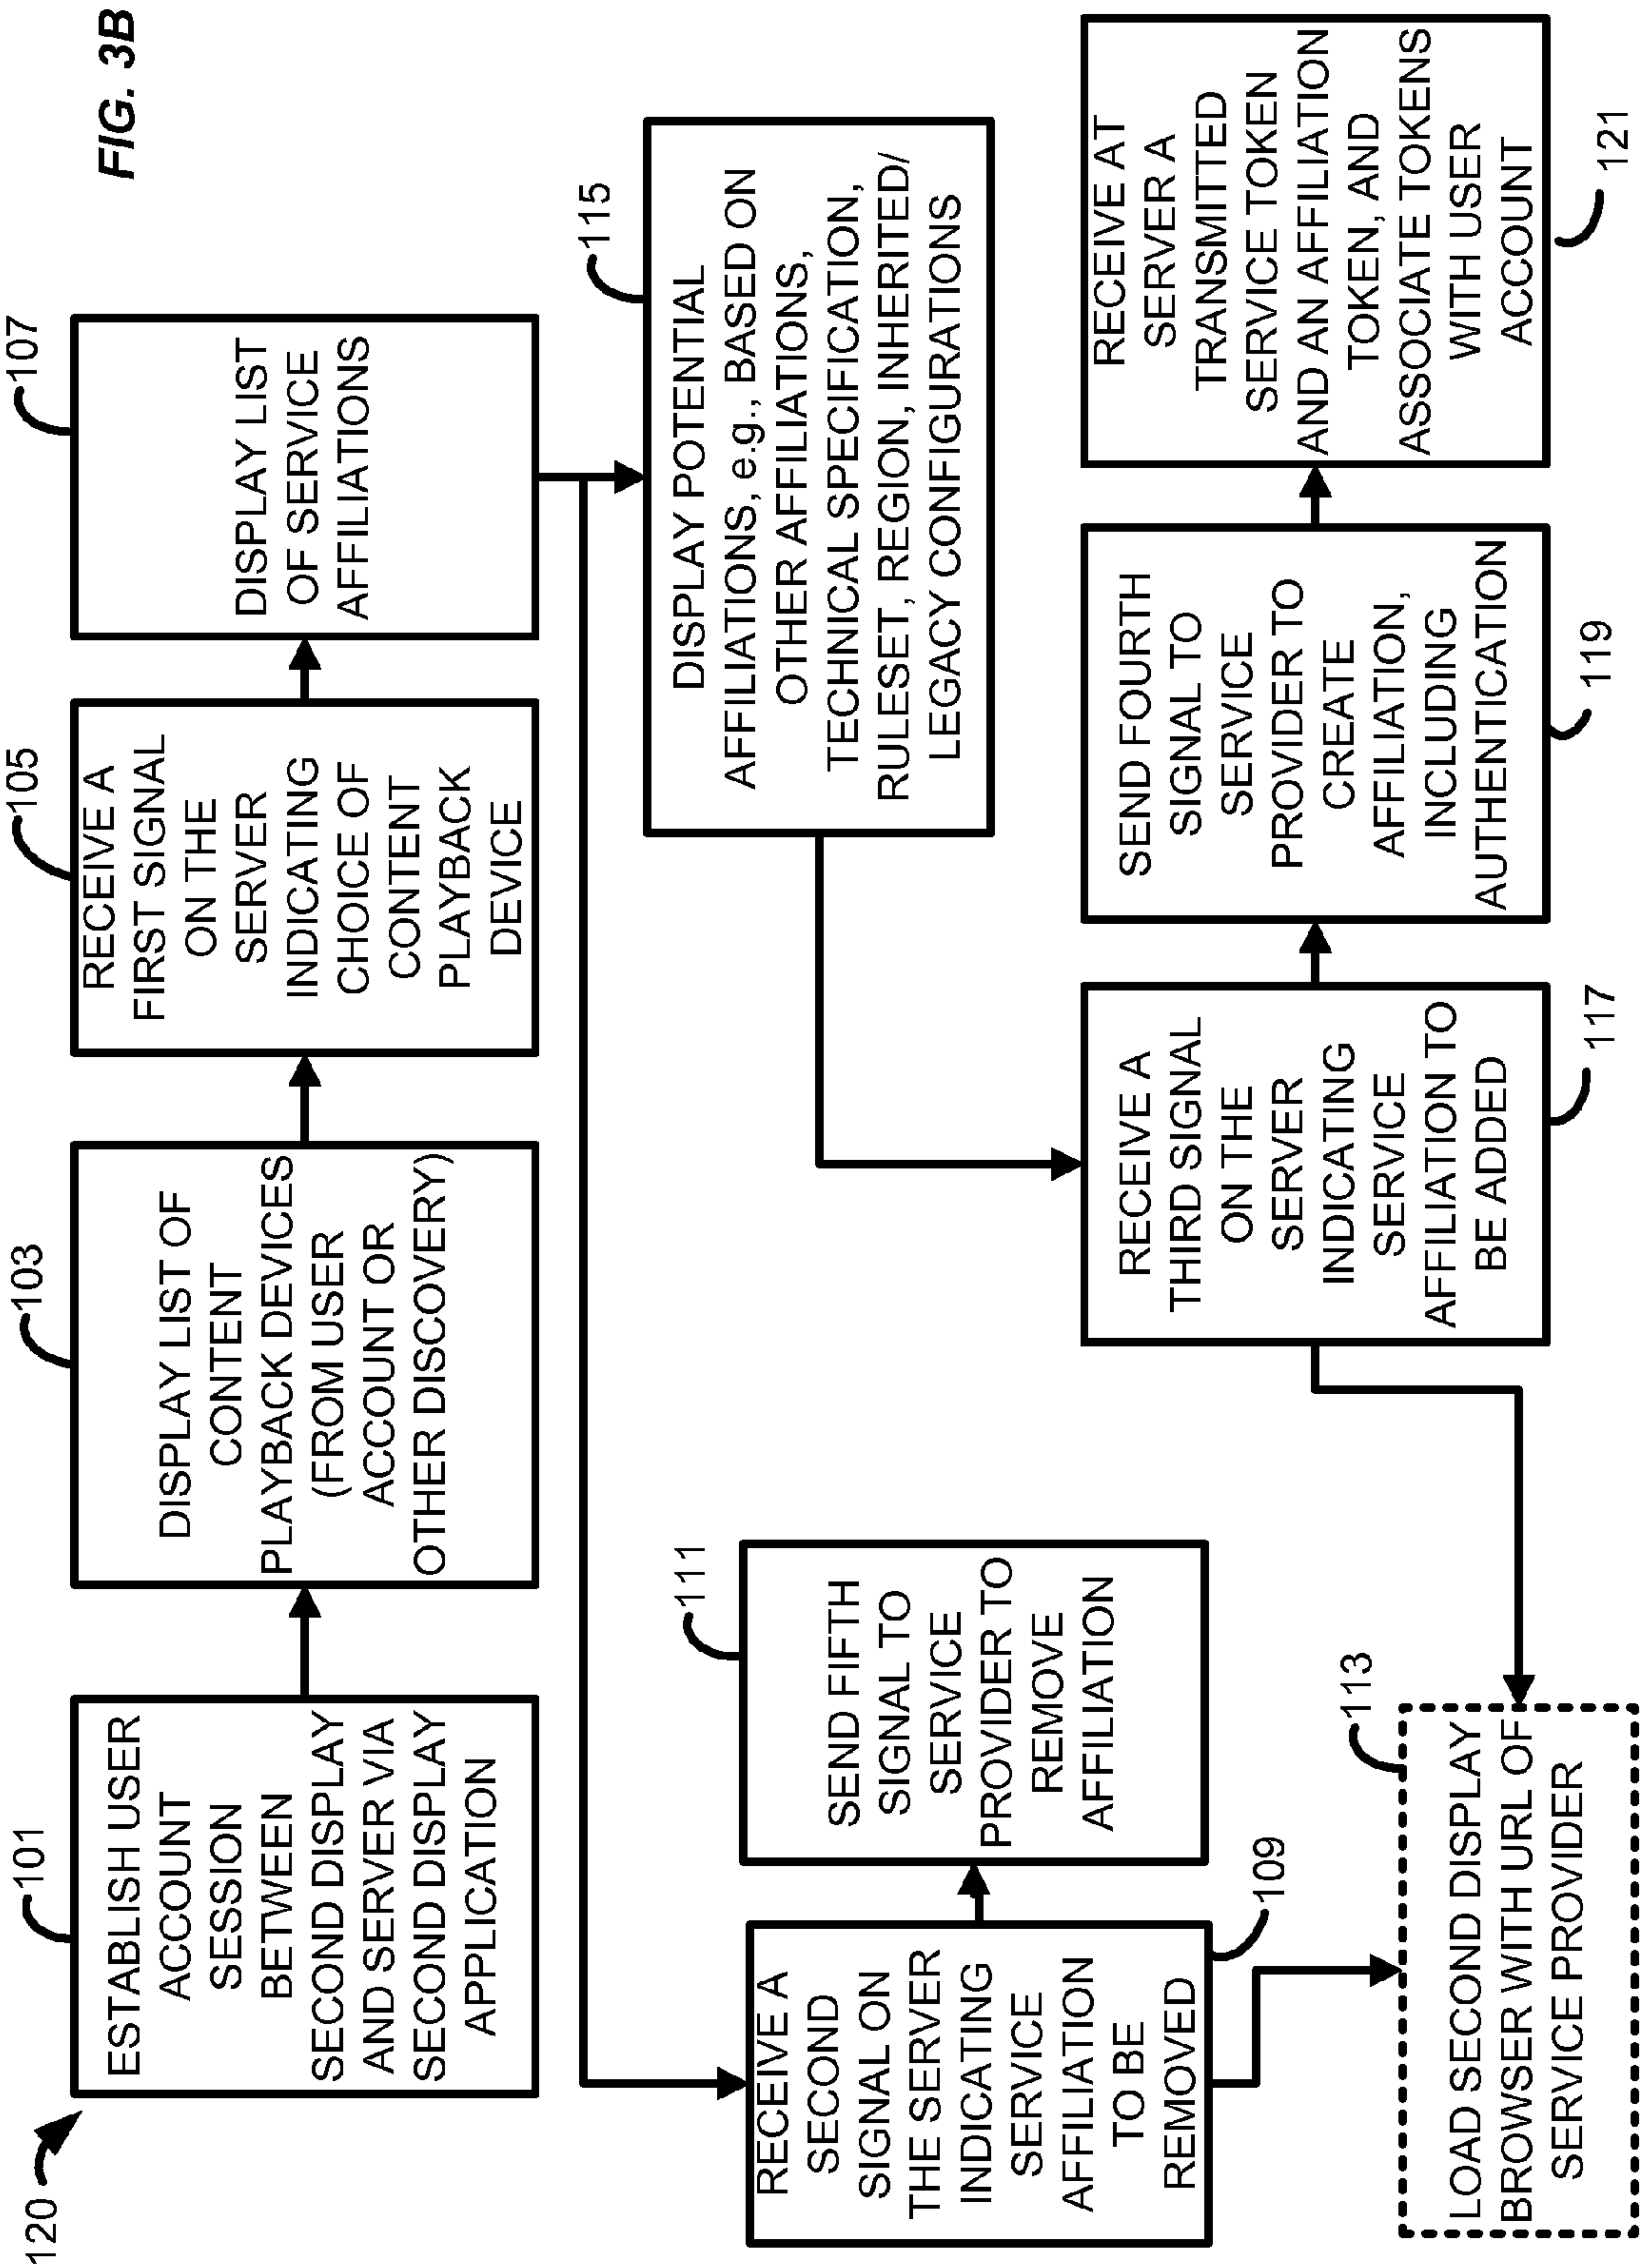 FIG. 3B
120
101
ESTABLISH USER
ACCOUNT
SESSION
BETWEEN
SECOND DISPLAY
AND SERVER VIA
SECOND DISPLAY
APPLICATION
103
DISPLAY LIST OF
CONTENT
PLAYBACK DEVICES
(FROM USER
ACCOUNT OR
OTHER DISCOVERY)
105
RECEIVE A
FIRST SIGNAL
ON THE
SERVER
INDICATING
CHOICE OF
CONTENT
PLAYBACK
DEVICE
107
DISPLAY LIST
OF SERVICE
AFFILIATIONS
109
RECEIVE A
SECOND
SIGNAL ON
THE SERVER
INDICATING
SERVICE
AFFILIATION
TO BE
REMOVED
111
SEND FIFTH
SIGNAL TO
SERVICE
PROVIDER TO
REMOVE
AFFILIATION
113
LOAD SECOND DISPLAY
BROWSER WITH URL OF
SERVICE PROVIDER
115
DISPLAY POTENTIAL
AFFILIATIONS, e.g., BASED ON
OTHER AFFILIATIONS,
TECHNICAL SPECIFICATION,
RULESET, REGION, INHERITED/
LEGACY CONFIGURATIONS
117
RECEIVE A
THIRD SIGNAL
ON THE
SERVER
INDICATING
SERVICE
AFFILIATION TO
BE ADDED
119
SEND FOURTH
SIGNAL TO
SERVICE
PROVIDER TO
CREATE
AFFILIATION,
INCLUDING
AUTHENTICATION
121
RECEIVE AT
SERVER A
TRANSMITTED
SERVICE TOKEN
AND AN AFFILIATION
TOKEN, AND
ASSOCIATE TOKENS
WITH USER
ACCOUNT